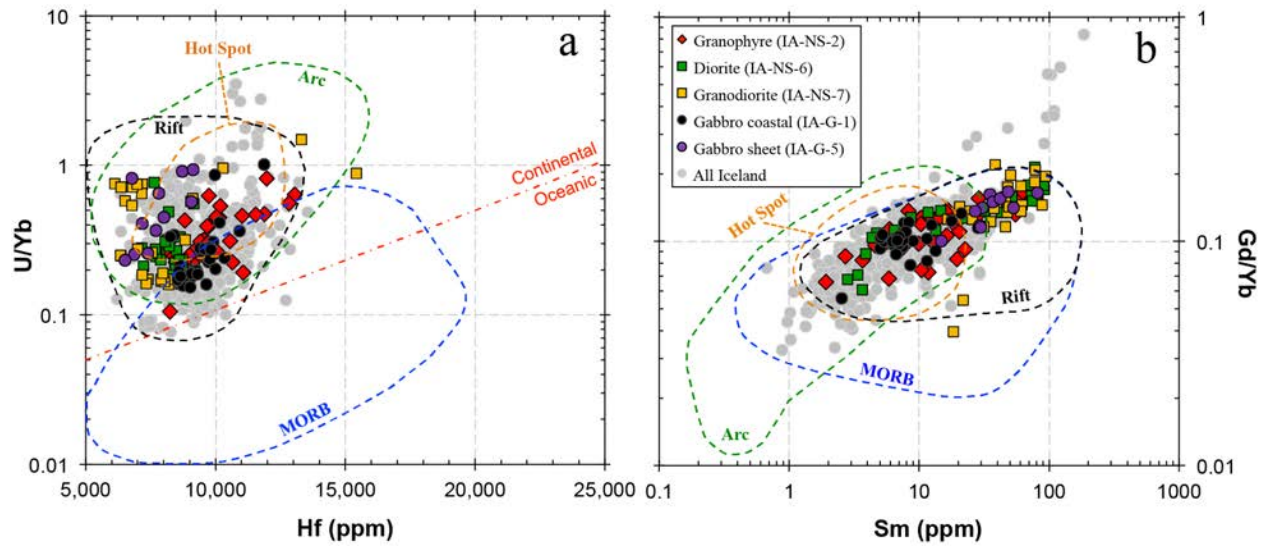 10
1
0.1
0.01
U/Yb
a
Hot Spot
Arc
Rift
Continental
Oceanic
MORB
5,000
10,000
15,000
20,000
25,000
Hf (ppm)
b
Granophyre (IA-NS-2)
Diorite (IA-NS-6)
Granodiorite (IA-NS-7)
Gabbro coastal (IA-G-1)
Gabbro sheet (IA-G-5)
All Iceland
Hot Spot
Rift
MORB
Arc
1
0.1
0.01
Gd/Yb
0.1
1
10
100
1000
Sm (ppm)